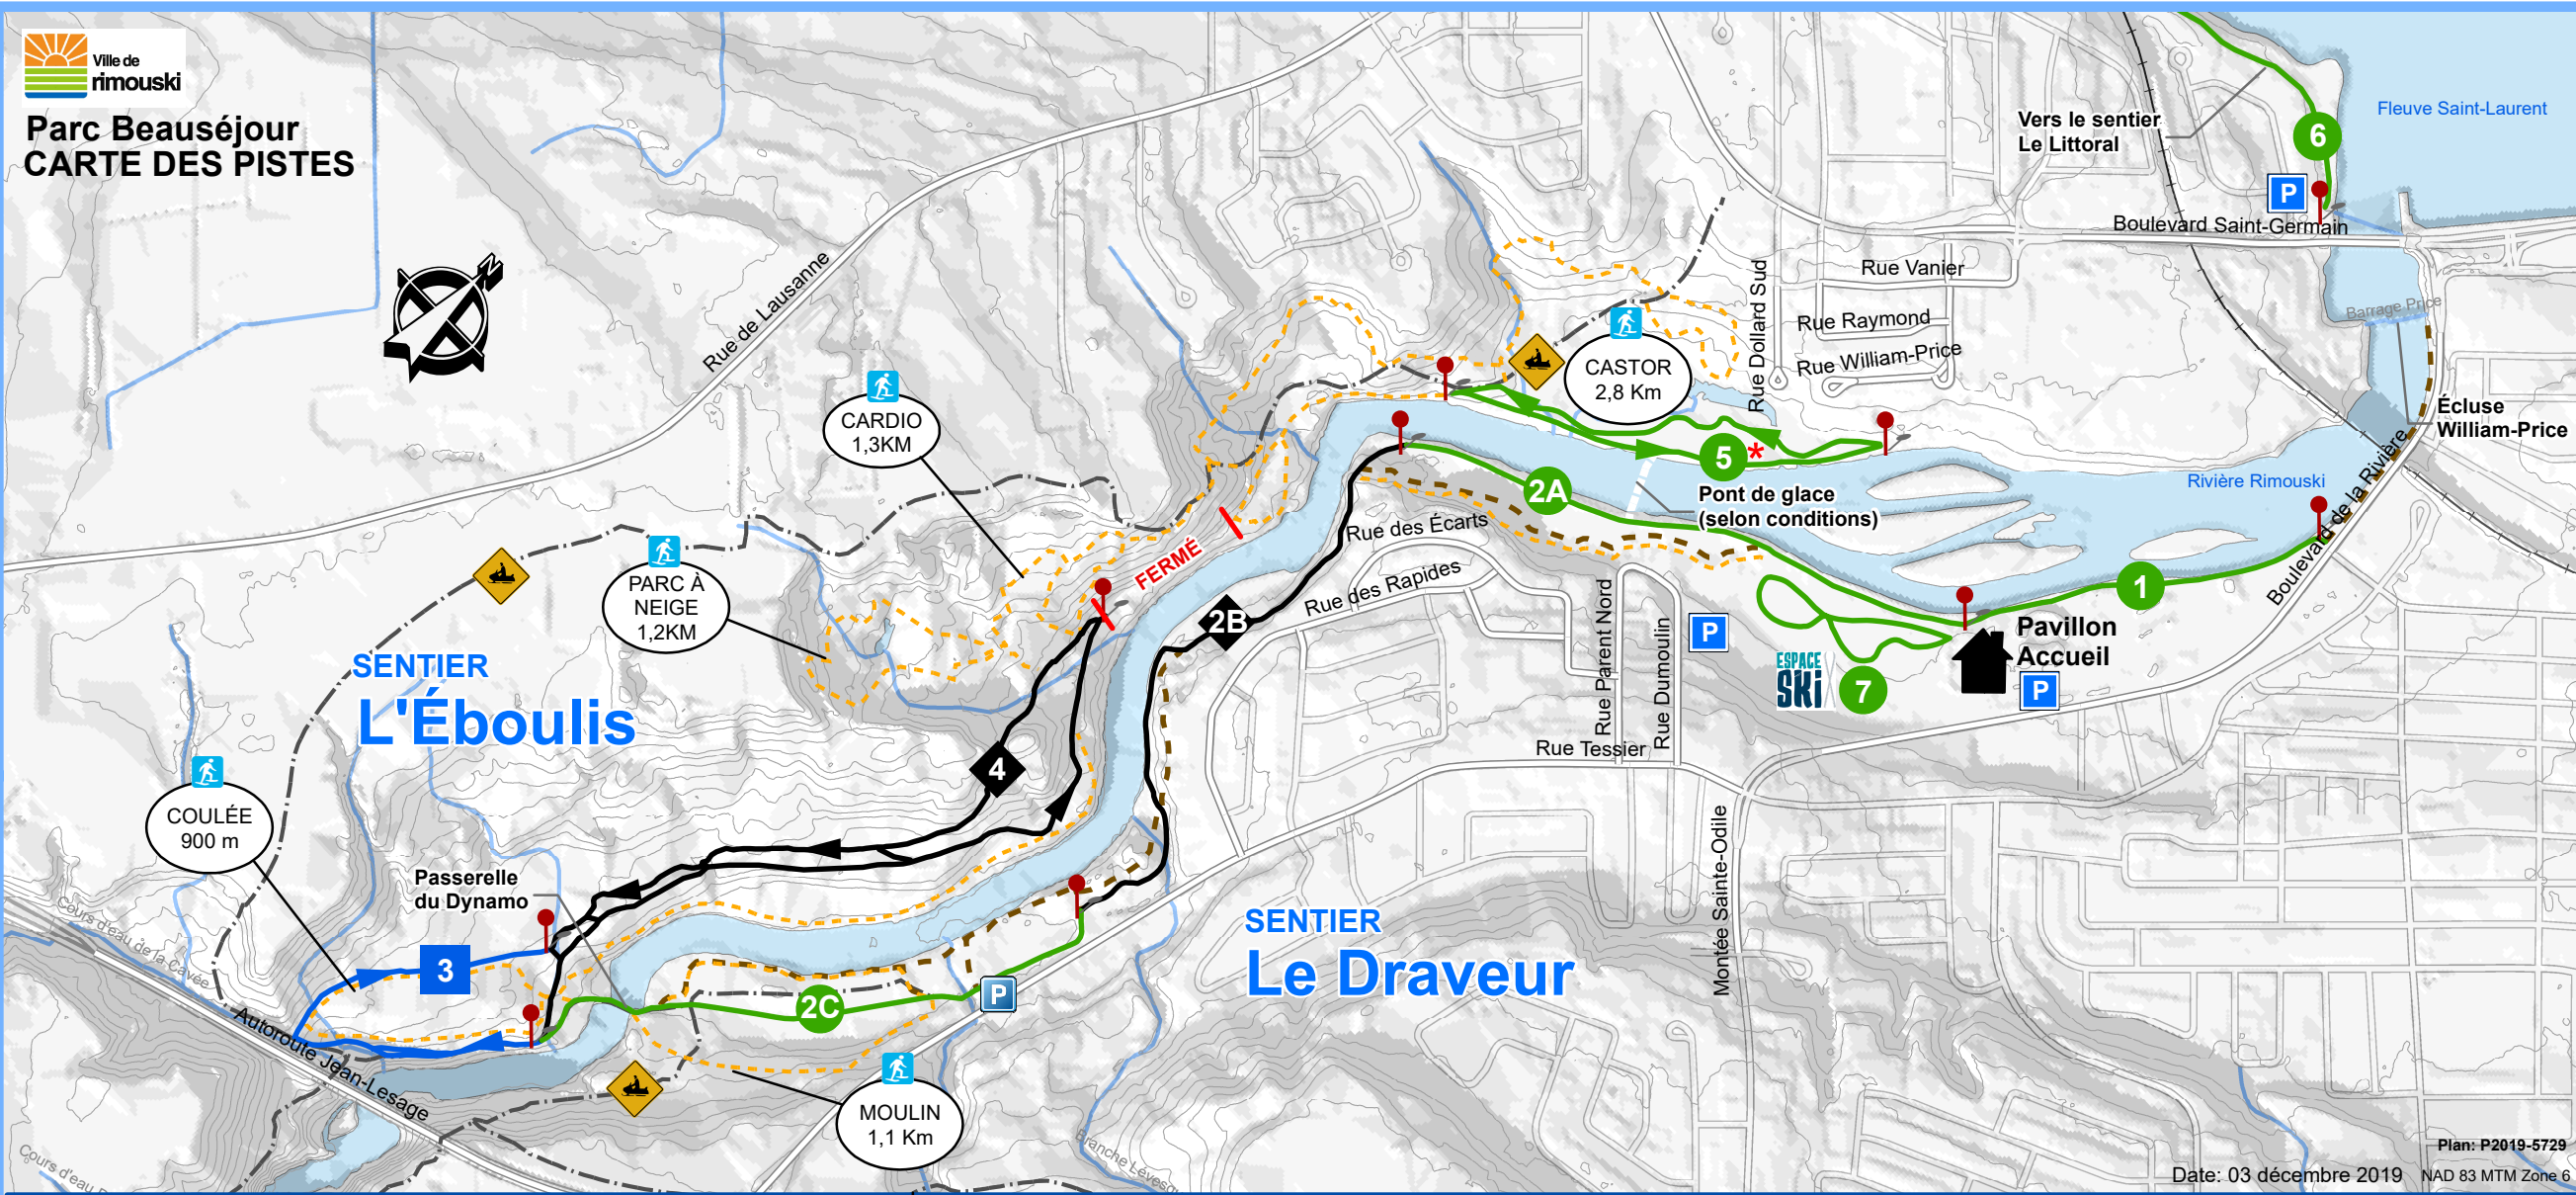 Ville de
rimouski
Parc Beauséjour
CARTE DES PISTES
N
Rue de Lausanne
Vers le sentier
Le Littoral
6
Fleuve Saint-Laurent
P
Boulevard Saint-Germain
Rue Vanier
Rue Raymond
Rue William-Price
Rue Dollard Sud
Barrage Price
Écluse
William-Price
CASTOR
2,8 Km
CARDIO
1,3KM
5*
2A
Pont de glace
(selon conditions)
Rivière Rimouski
Boulevard de la Rivière
1
FERMÉ
Rue des Écarts
Rue des Rapides
2B
PARC À
NEIGE
1,2KM
Rue Parent Nord
Rue Dumoulin
P
Pavillon
Accueil
P
ESPACE
SKI
7
SENTIER
L'Éboulis
Rue Tessier
4
COULÉE
900 m
Montée Sainte-Odile
Passerelle
du Dynamo
SENTIER
Le Draveur
Cours d'eau de la Cavée
3
2C
P
Autoroute Jean-Lesage
MOULIN
1,1 Km
Cours d'eau
Plan: P2019-5729
Date: 03 décembre 2019
NAD 83 MTM Zone 6